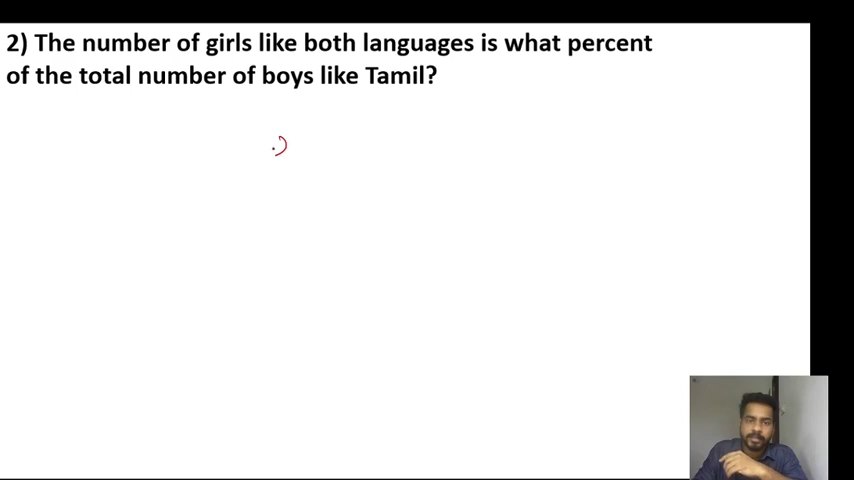 2) The number of girls like both languages is what percent
of the total number of boys like Tamil?